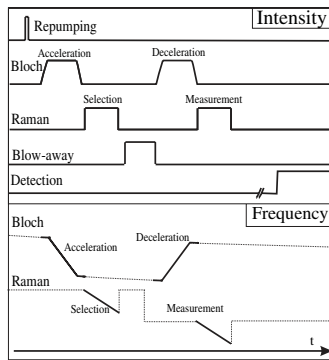 Intensity
Repumping
Acceleration
Deceleration
Bloch
Selection
Measurement
Raman
Blow-away
Detection
Frequency
Bloch
Deceleration
Acceleration
Raman
Selection
Measurement
t